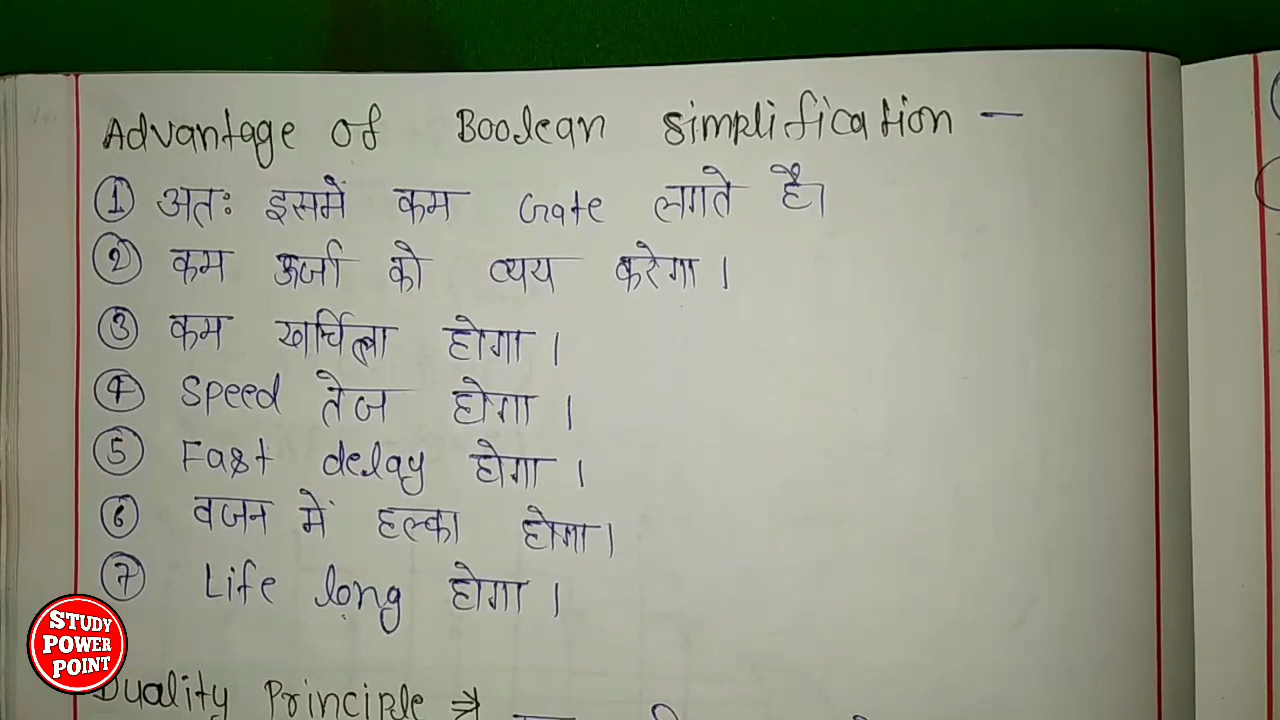 Advantage of Boolean simplification —
① अतः इसमें कम Gate लगते है।
② कम ऊर्जा को व्यय करेगा।
③ कम खर्चिला होगा।
④ speed तेज होगा।
⑤ Fast delay होगा।
⑥ वजन में हल्का होगा।
⑦ Life long होगा।
STUDY
POWER
POINT
Duality Principle